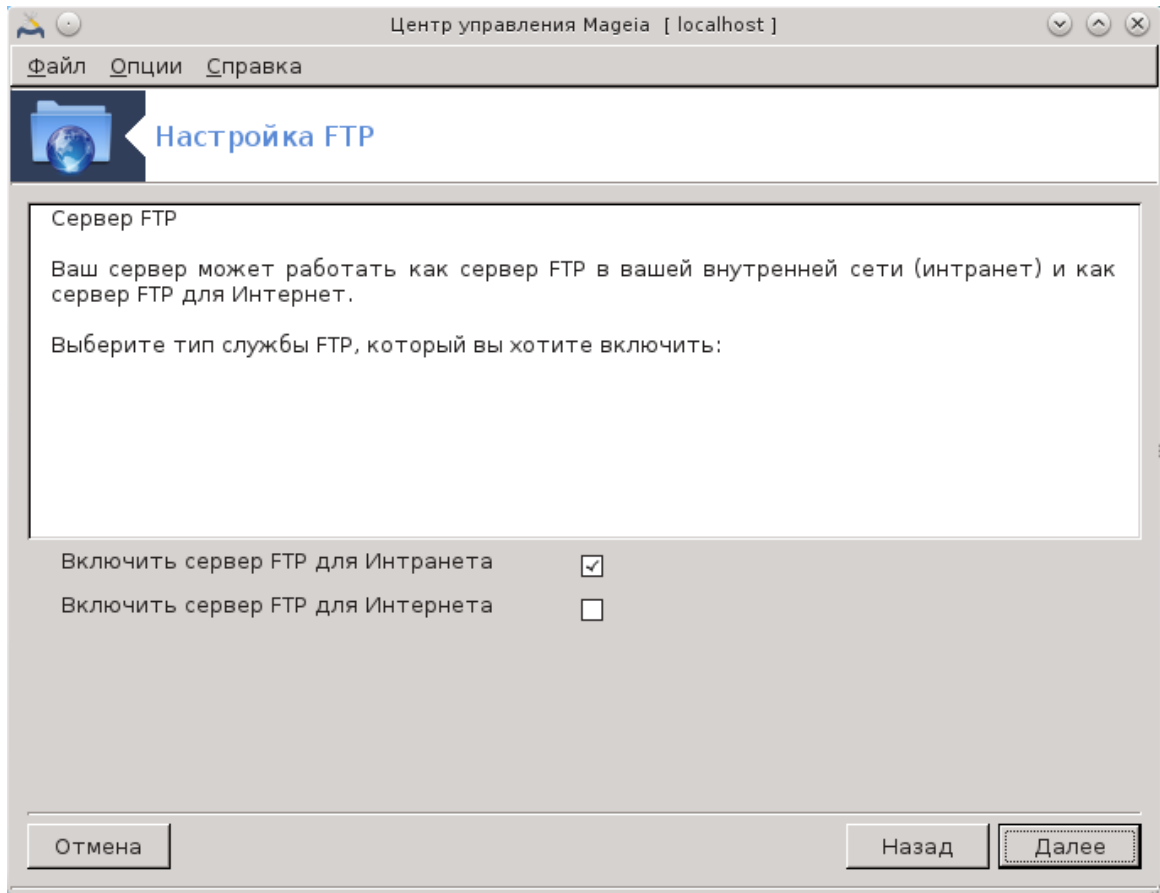 Центр управления Mageia [ localhost ]
Файл Опции Справка
Настройка FTP
Сервер FTP
Ваш сервер может работать как сервер FTP в вашей внутренней сети (интранет) и как
сервер FTP для Интернет.
Выберите тип службы FTP, который вы хотите включить:
Включить сервер FTP для Интранета
Включить сервер FTP для Интернета
Отмена Назад Далее